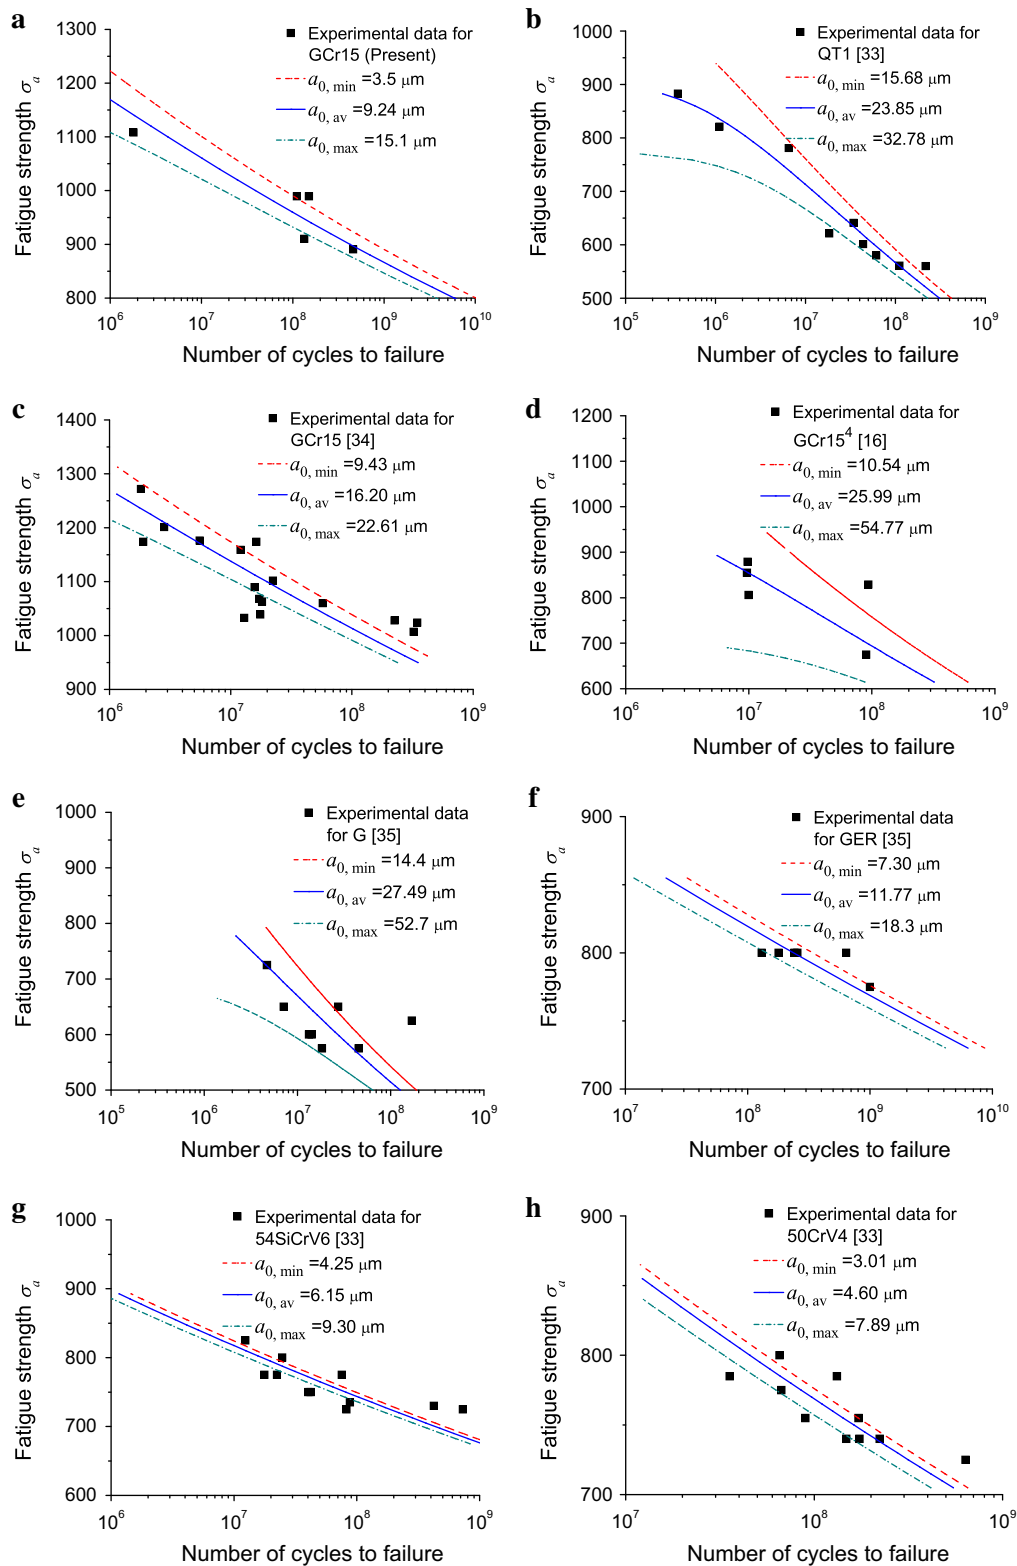 a
1300
1200
1100
1000
900
800
Fatigue strength σa
Experimental data for
GCr15 (Present)
a0, min =3.5 μm
a0, av =9.24 μm
a0, max =15.1 μm
10^6 10^7 10^8 10^9 10^10
Number of cycles to failure
b
1000
900
800
700
600
500
Fatigue strength σa
Experimental data for
QT1 [33]
a0, min =15.68 μm
a0, av =23.85 μm
a0, max =32.78 μm
10^5 10^6 10^7 10^8 10^9
Number of cycles to failure
c
1400
1300
1200
1100
1000
900
Fatigue strength σa
Experimental data for
GCr15 [34]
a0, min =9.43 μm
a0, av =16.20 μm
a0, max =22.61 μm
10^6 10^7 10^8 10^9
Number of cycles to failure
d
1200
1100
1000
900
800
700
600
Fatigue strength σa
Experimental data for
GCr15^4 [16]
a0, min =10.54 μm
a0, av =25.99 μm
a0, max =54.77 μm
10^6 10^7 10^8 10^9
Number of cycles to failure
e
1000
900
800
700
600
500
Fatigue strength σa
Experimental data
for G [35]
a0, min =14.4 μm
a0, av =27.49 μm
a0, max =52.7 μm
10^5 10^6 10^7 10^8 10^9
Number of cycles to failure
f
900
800
700
Fatigue strength σa
Experimental data
for GER [35]
a0, min =7.30 μm
a0, av =11.77 μm
a0, max =18.3 μm
10^7 10^8 10^9 10^10
Number of cycles to failure
g
1000
900
800
700
600
Fatigue strength σa
Experimental data for
54SiCrV6 [33]
a0, min =4.25 μm
a0, av =6.15 μm
a0, max =9.30 μm
10^6 10^7 10^8 10^9
Number of cycles to failure
h
900
800
700
Fatigue strength σa
Experimental data for
50CrV4 [33]
a0, min =3.01 μm
a0, av =4.60 μm
a0, max =7.89 μm
10^7 10^8 10^9
Number of cycles to failure